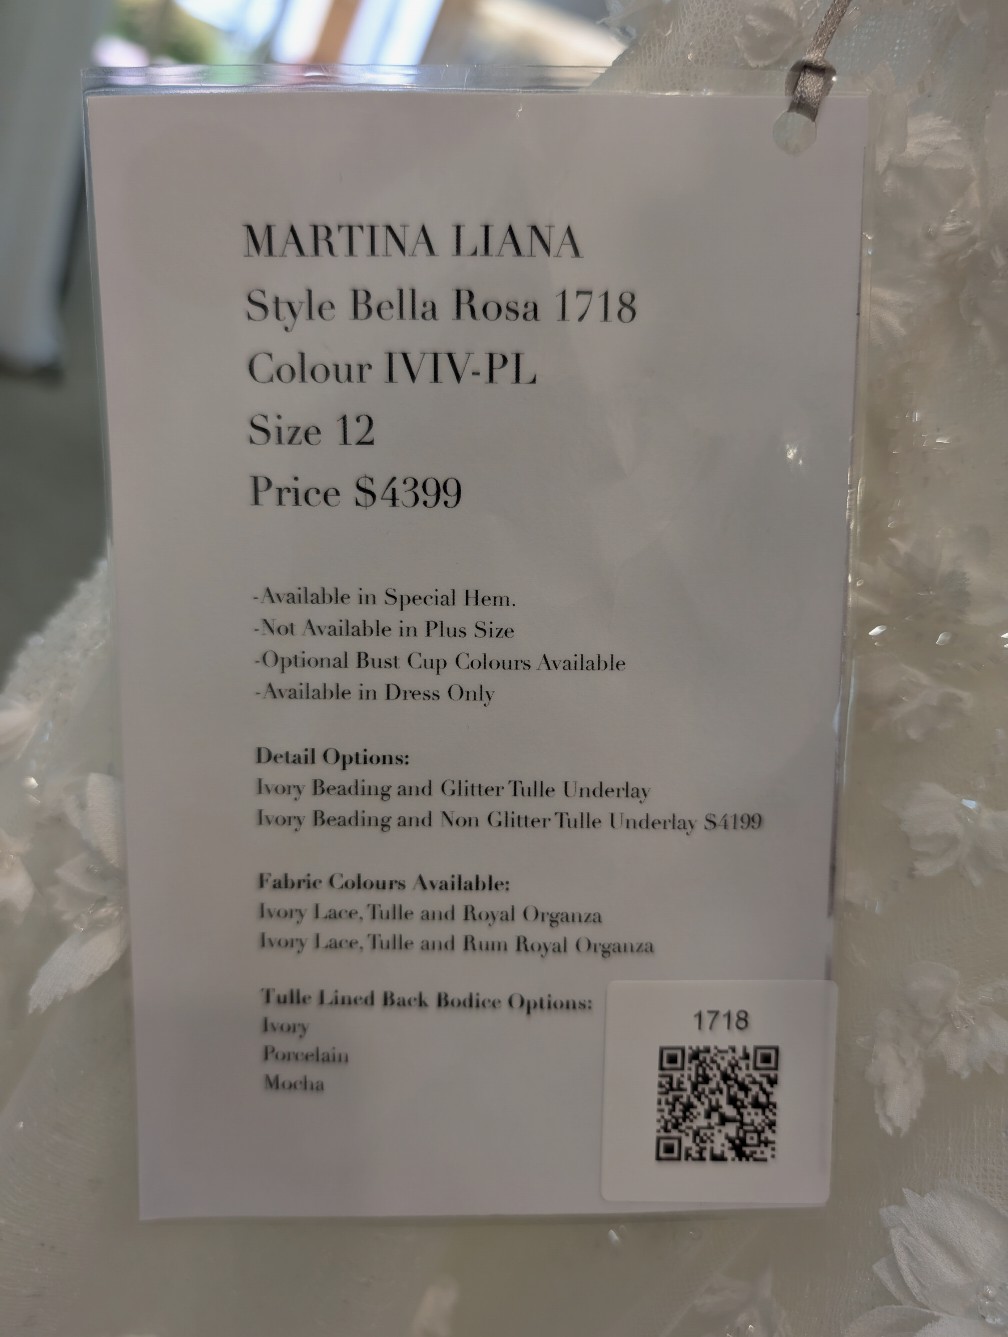 MARTINA LIANA
Style Bella Rosa 1718
Colour IVIV-PL
Size 12
Price $4399
-Available in Special Hem.
-Not Available in Plus Size
-Optional Bust Cup Colours Available
-Available in Dress Only
Detail Options:
Ivory Beading and Glitter Tulle Underlay
Ivory Beading and Non Glitter Tulle Underlay $4199
Fabric Colours Available:
Ivory Lace, Tulle and Royal Organza
Ivory Lace, Tulle and Rum Royal Organza
Tulle Lined Back Bodice Options:
Ivory
Porcelain
Mocha
1718